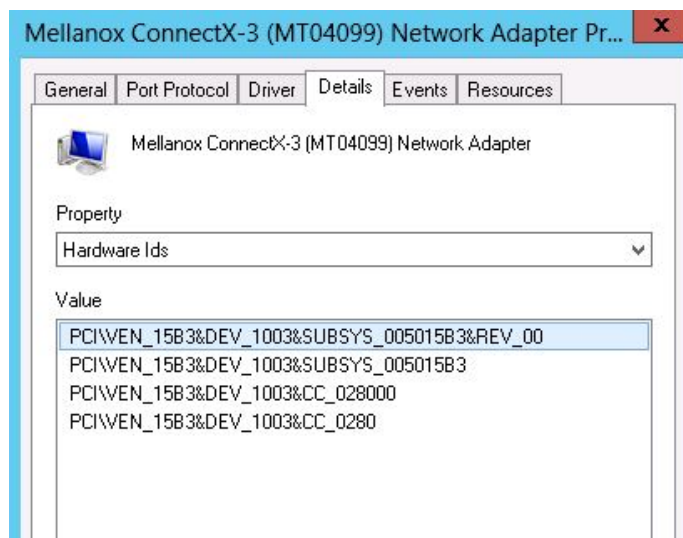 Mellanox ConnectX-3 (MT04099) Network Adapter Pr... x
General Port Protocol Driver Details Events Resources
Mellanox ConnectX-3 (MT04099) Network Adapter
Property
Hardware Ids
Value
PCI\VEN_15B3&DEV_1003&SUBSYS_005015B3&REV_00
PCI\VEN_15B3&DEV_1003&SUBSYS_005015B3
PCI\VEN_15B3&DEV_1003&CC_028000
PCI\VEN_15B3&DEV_1003&CC_0280